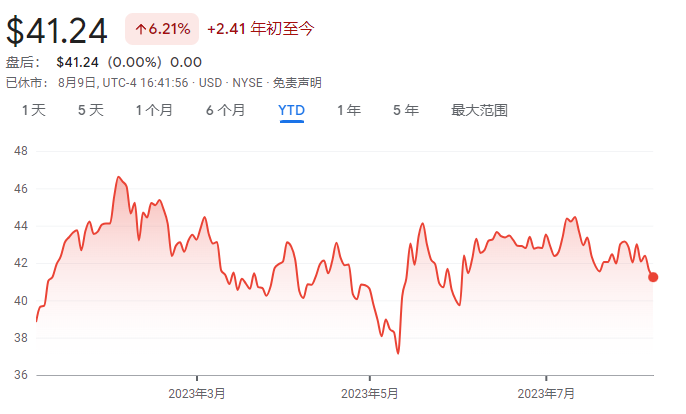 $41.24 ↑6.21% +2.41 年初至今
盘后： $41.24 (0.00%) 0.00
已休市： 8月9日, UTC-4 16:41:56 · USD · NYSE · 免责声明
1 天 5 天 1 个月 6 个月 YTD 1 年 5 年 最大范围
48
46
44
42
40
38
36
2023年3月 2023年5月 2023年7月